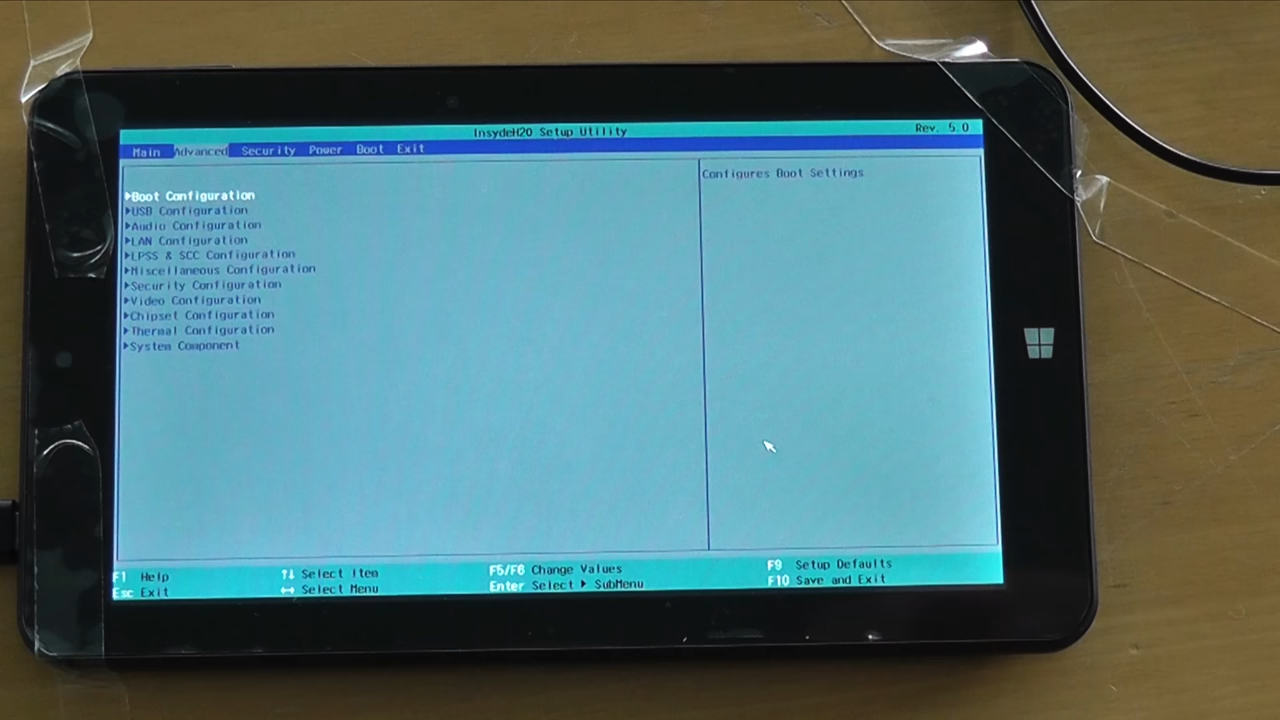 InsydeH20 Setup Utility Rev. 5.0
Main Advanced Security Power Boot Exit
Boot Configuration
USB Configuration
Audio Configuration
LAN Configuration
LPSS & SCC Configuration
Miscellaneous Configuration
Security Configuration
Video Configuration
Chipset Configuration
Thermal Configuration
System Component
Configures Boot Settings
F1 Help ↑↓ Select Item F5/F6 Change Values F9 Setup Defaults
Esc Exit ↔ Select Menu Enter Select ▶ SubMenu F10 Save and Exit